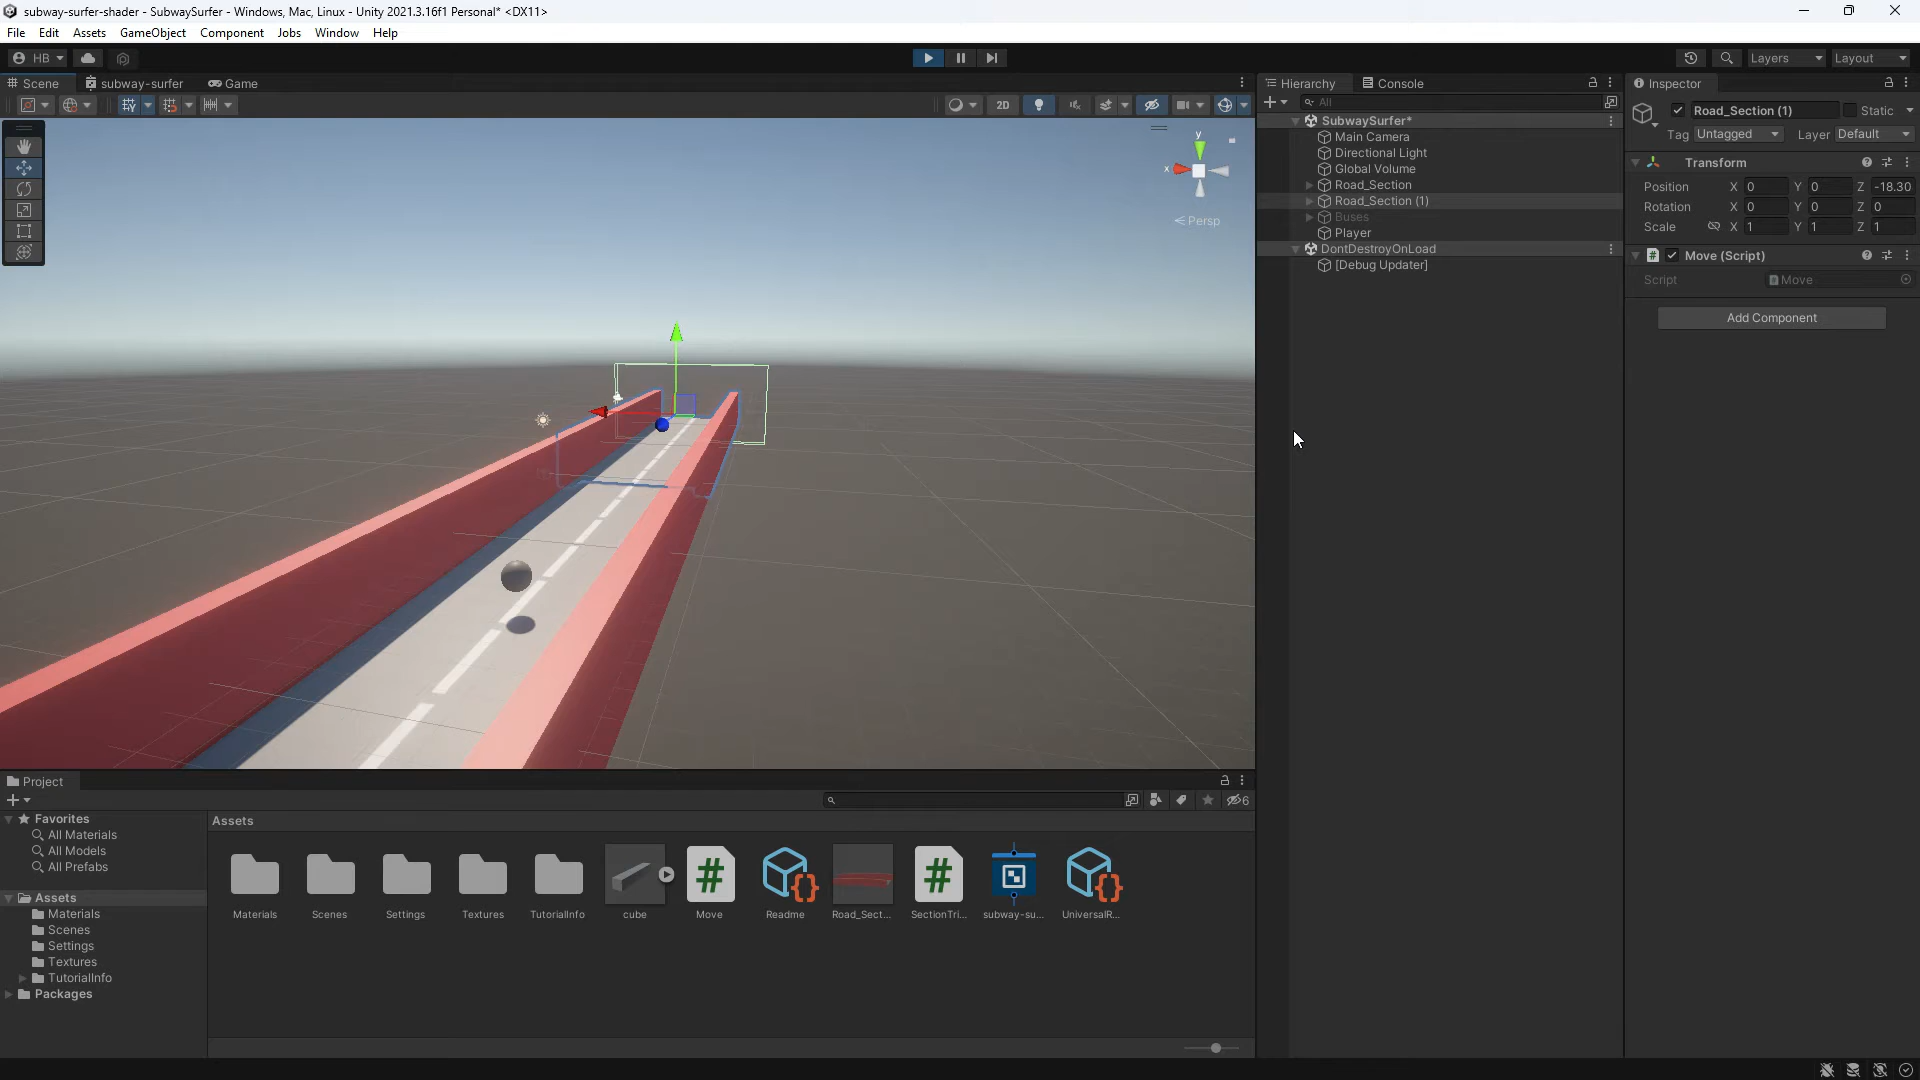 subway-surfer-shader - SubwaySurfer - Windows, Mac, Linux - Unity 2021.3.16f1 Personal* <DX11>
File Edit Assets GameObject Component Jobs Window Help
HB Layers Layout
Scene subway-surfer Game
2D
y
x
Persp
Hierarchy Console
All
SubwaySurfer*
Main Camera
Directional Light
Global Volume
Road_Section
Road_Section (1)
Buses
Player
DontDestroyOnLoad
[Debug Updater]
Inspector
Road_Section (1) Static
Tag Untagged Layer Default
Transform
Position X 0 Y 0 Z -18.30
Rotation X 0 Y 0 Z 0
Scale X 1 Y 1 Z 1
# Move (Script)
Script Move
Add Component
Project
6
Favorites
All Materials
All Models
All Prefabs
Assets
Materials
Scenes
Settings
Textures
TutorialInfo
Packages
Assets
Materials Scenes Settings Textures TutorialInfo cube Move Readme Road_Sect... SectionTri... subway-su... UniversalR...